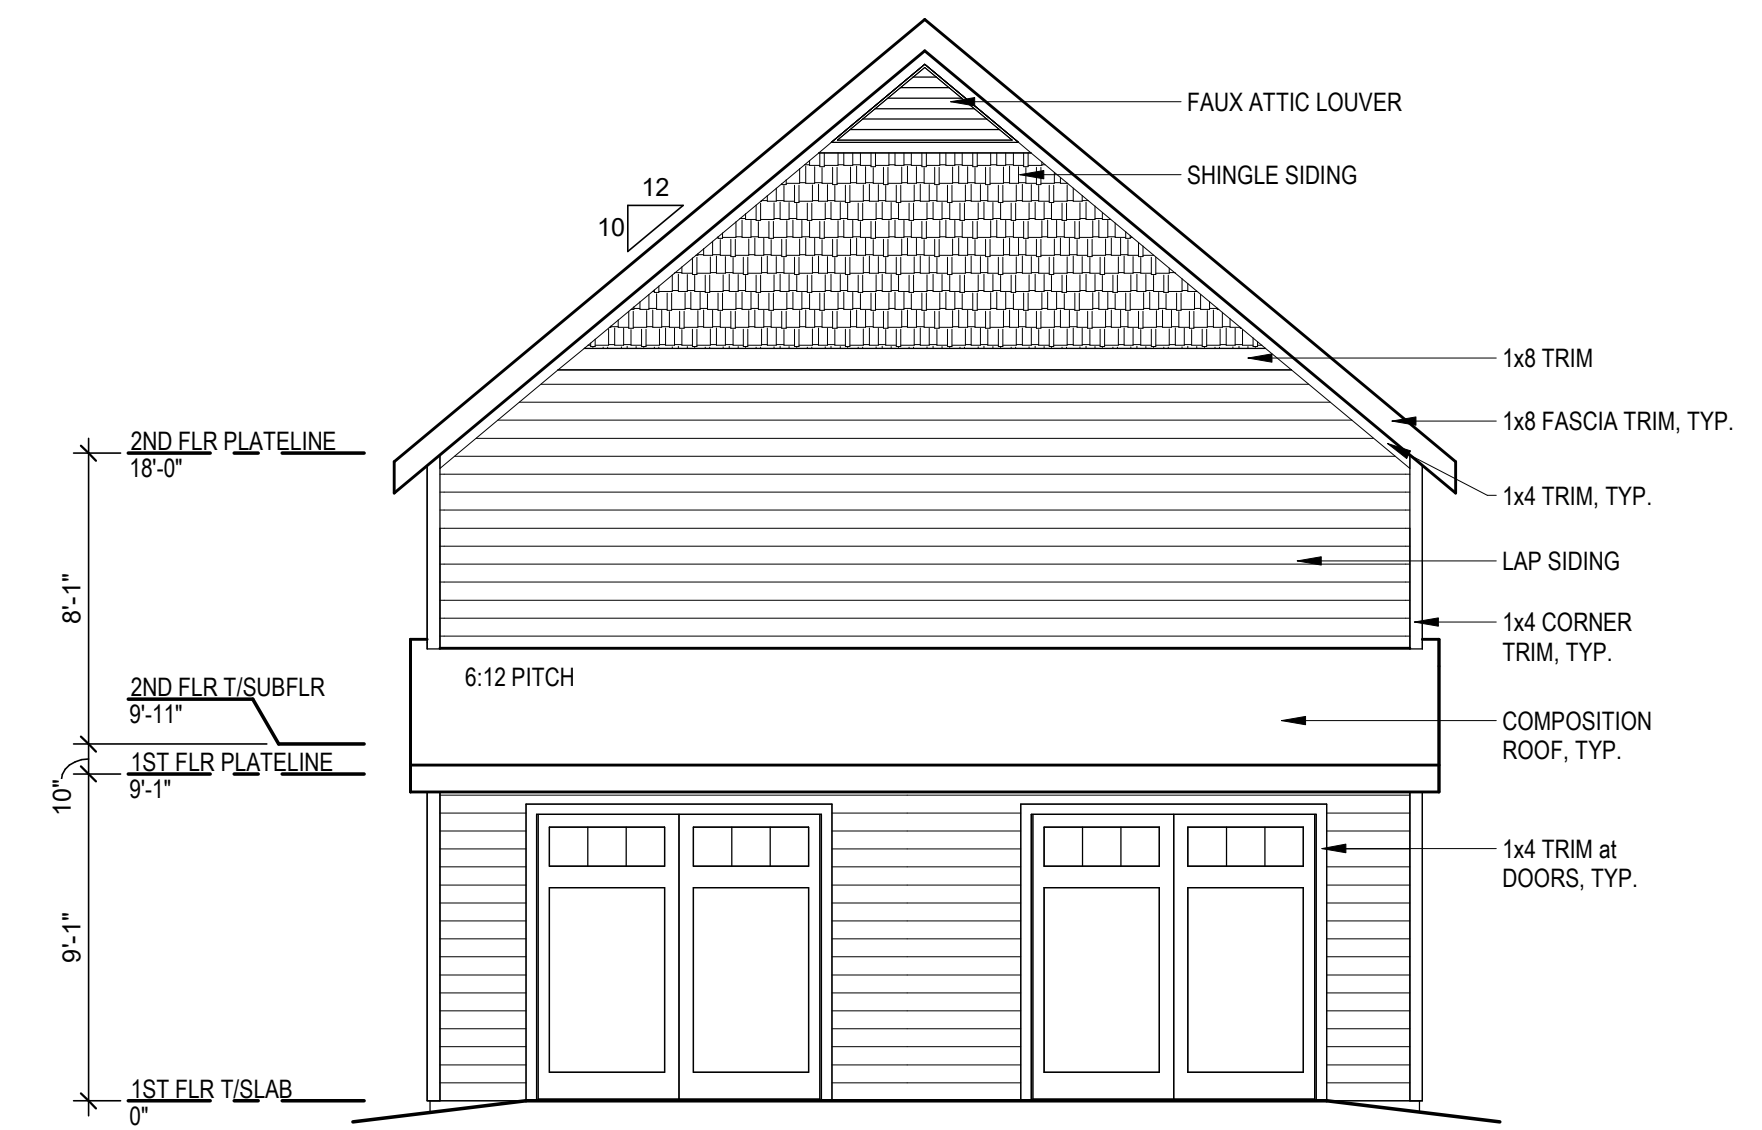 FAUX ATTIC LOUVER
SHINGLE SIDING
12
10
1x8 TRIM
1x8 FASCIA TRIM, TYP.
2ND FLR PLATELINE
18'-0"
1x4 TRIM, TYP.
LAP SIDING
8'-1"
1x4 CORNER
TRIM, TYP.
6:12 PITCH
2ND FLR T/SUBFLR
9'-11"
COMPOSITION
ROOF, TYP.
1ST FLR PLATELINE
9'-1"
10"
1x4 TRIM at
DOORS, TYP.
9'-1"
1ST FLR T/SLAB
0"